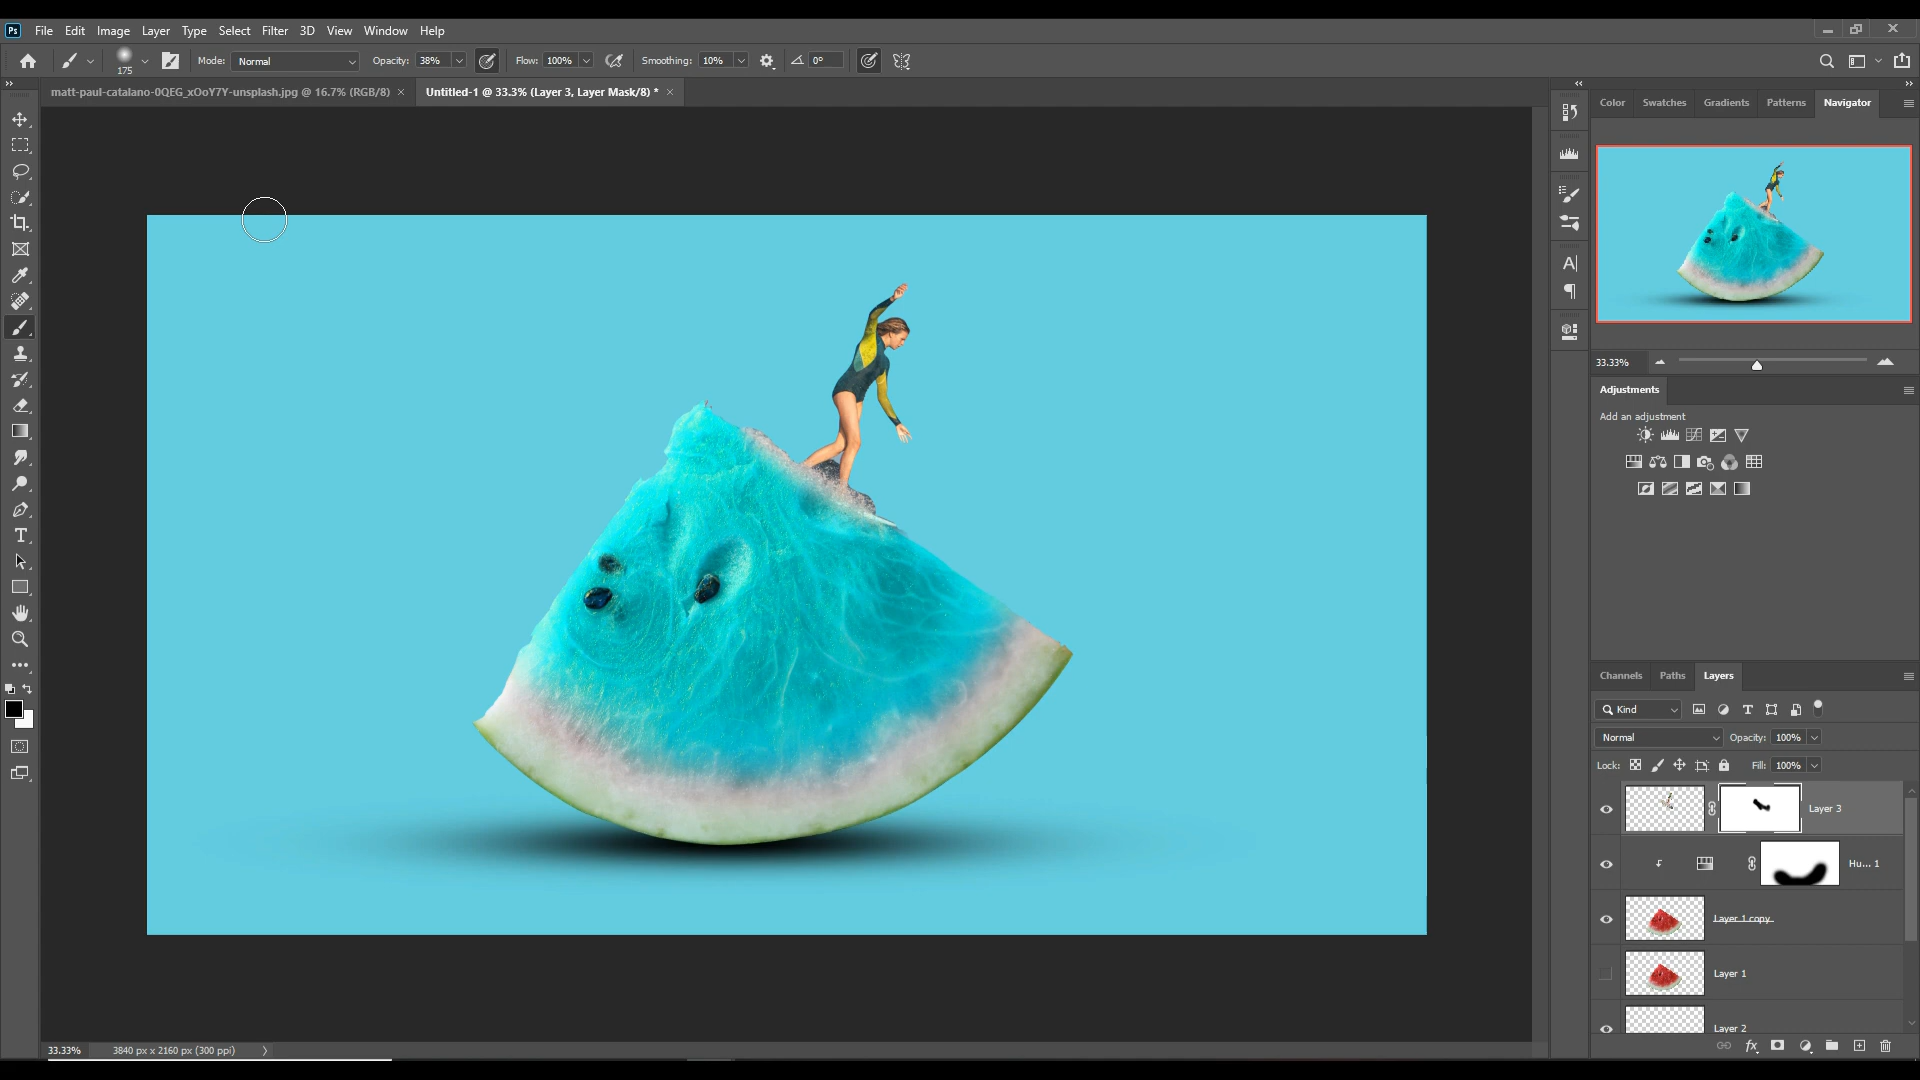 Ps File Edit Image Layer Type Select Filter 3D View Window Help
175 Mode: Normal Opacity: 38% Flow: 100% Smoothing: 10% 0°
matt-paul-catalano-0QEG_xOoY7Y-unsplash.jpg @ 16.7% (RGB/8) × Untitled-1 @ 33.3% (Layer 3, Layer Mask/8) * ×
Color Swatches Gradients Patterns Navigator
33.33%
Adjustments
Add an adjustment
Channels Paths Layers
Kind
Normal Opacity: 100%
Lock: Fill: 100%
Layer 3
Hu... 1
Layer 1 copy
Layer 1
Layer 2
33.33% 3840 px x 2160 px (300 ppi)